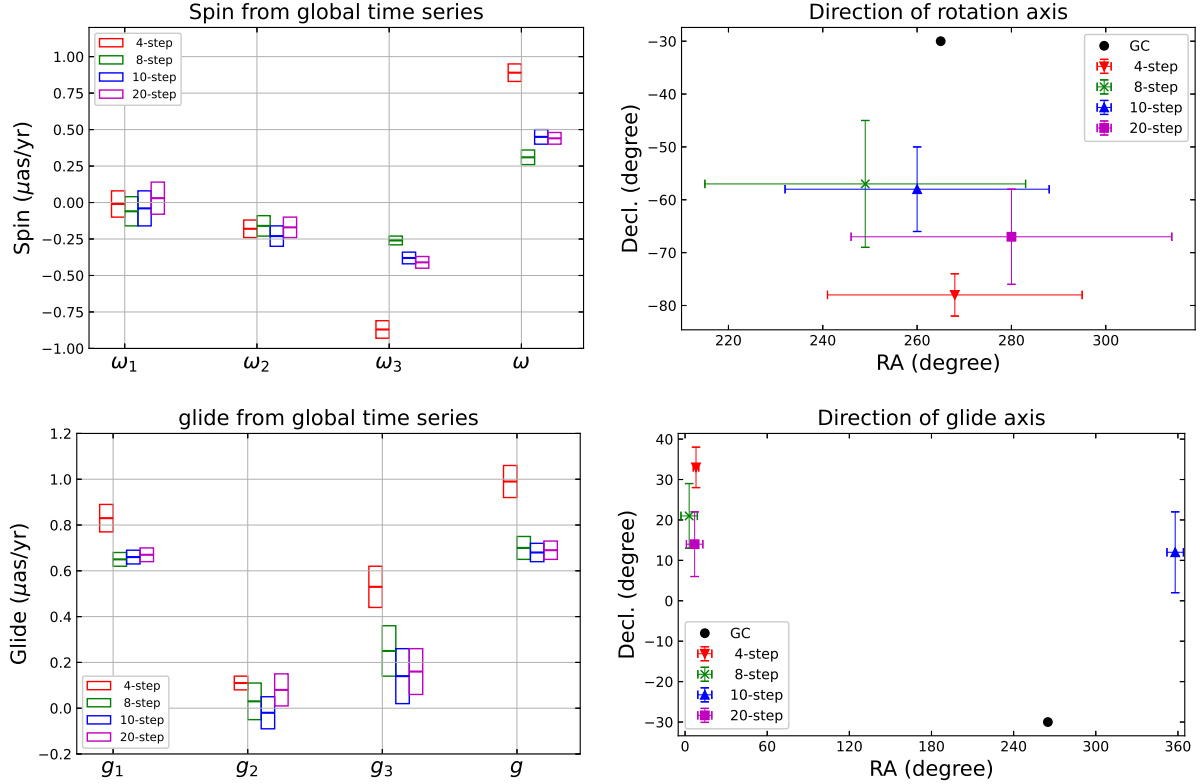 Spin from global time series
Spin (μas/yr)
1.00
0.75
0.50
0.25
0.00
−0.25
−0.50
−0.75
−1.00
4-step
8-step
10-step
20-step
ω1 ω2 ω3 ω
Direction of rotation axis
Decl. (degree)
−30
−40
−50
−60
−70
−80
GC
4-step
8-step
10-step
20-step
220 240 260 280 300
RA (degree)
glide from global time series
Glide (μas/yr)
1.2
1.0
0.8
0.6
0.4
0.2
0.0
−0.2
4-step
8-step
10-step
20-step
g1 g2 g3 g
Direction of glide axis
Decl. (degree)
40
30
20
10
0
−10
−20
−30
GC
4-step
8-step
10-step
20-step
0 60 120 180 240 300 360
RA (degree)